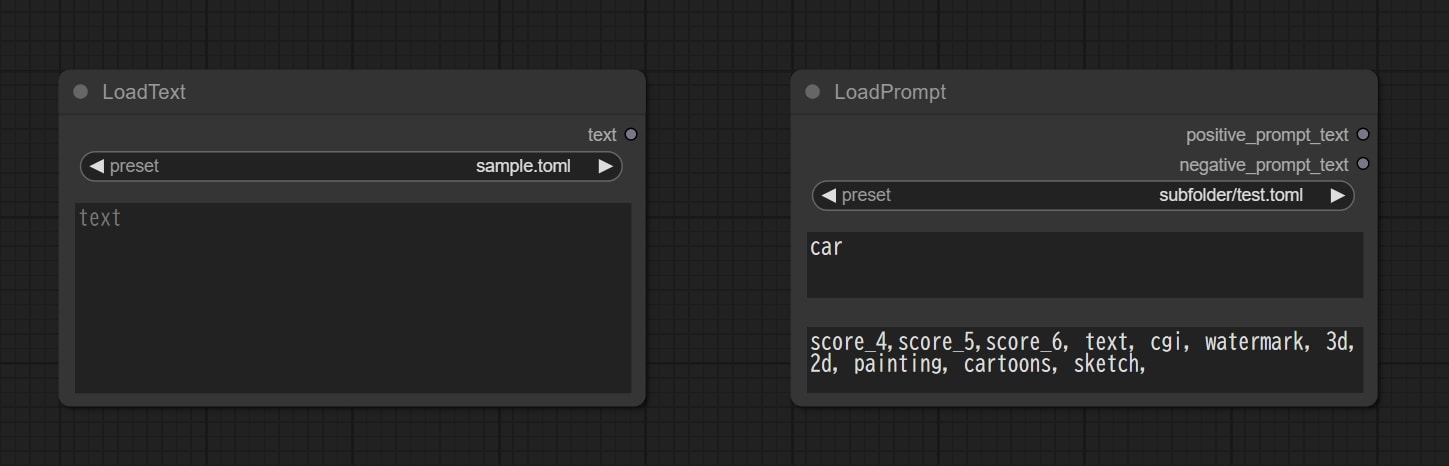 LoadText
text
preset sample.toml
text
LoadPrompt
positive_prompt_text
negative_prompt_text
preset subfolder/test.toml
car
score_4,score_5,score_6, text, cgi, watermark, 3d,
2d, painting, cartoons, sketch,